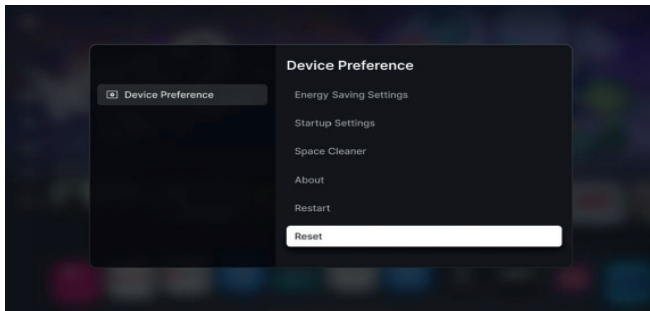 Device Preference
Device Preference
Energy Saving Settings
Startup Settings
Space Cleaner
About
Restart
Reset